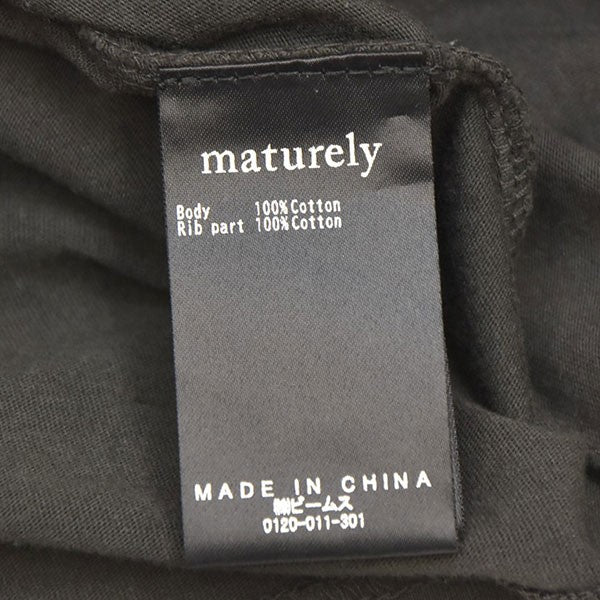 maturely
Body 100%Cotton
Rib part 100%Cotton
MADE IN CHINA
㈱ビームス
0120-011-301